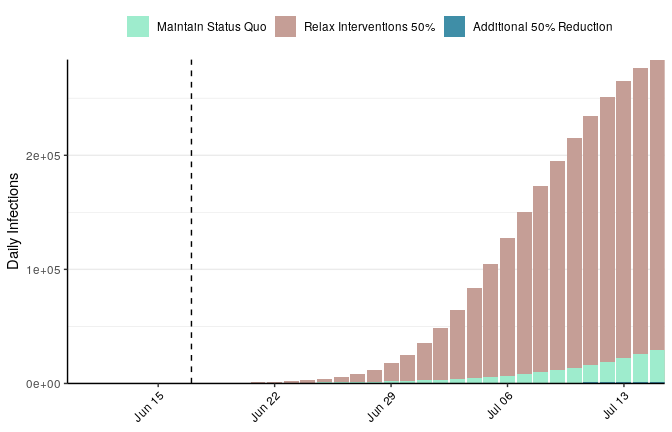 Maintain Status Quo Relax Interventions 50% Additional 50% Reduction
Daily Infections
2e+05
1e+05
0e+00
Jun 15 Jun 22 Jun 29 Jul 06 Jul 13